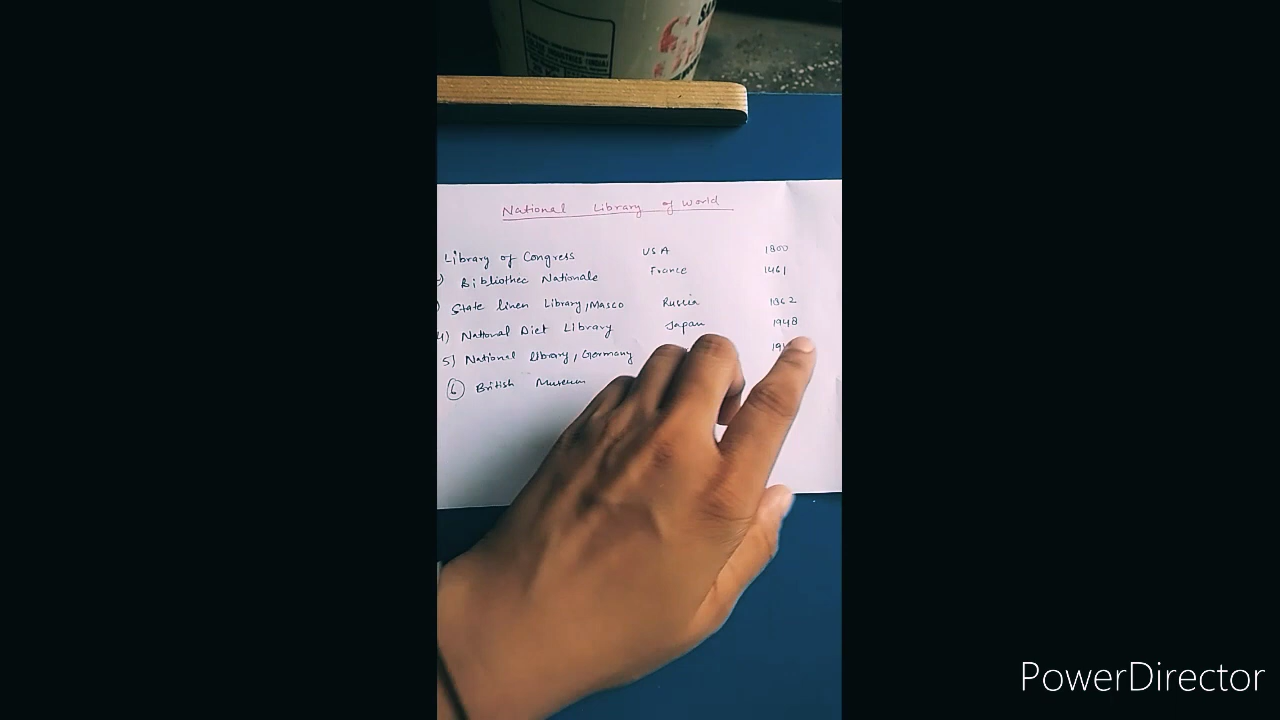 National Library of World
Library of Congress USA 1800
Bibliothec Nationale France 1461
State linen Library, Masco Russia 1862
4) National Diet Library Japan 1948
5) National Library, Germany
6 British Museum
PowerDirector